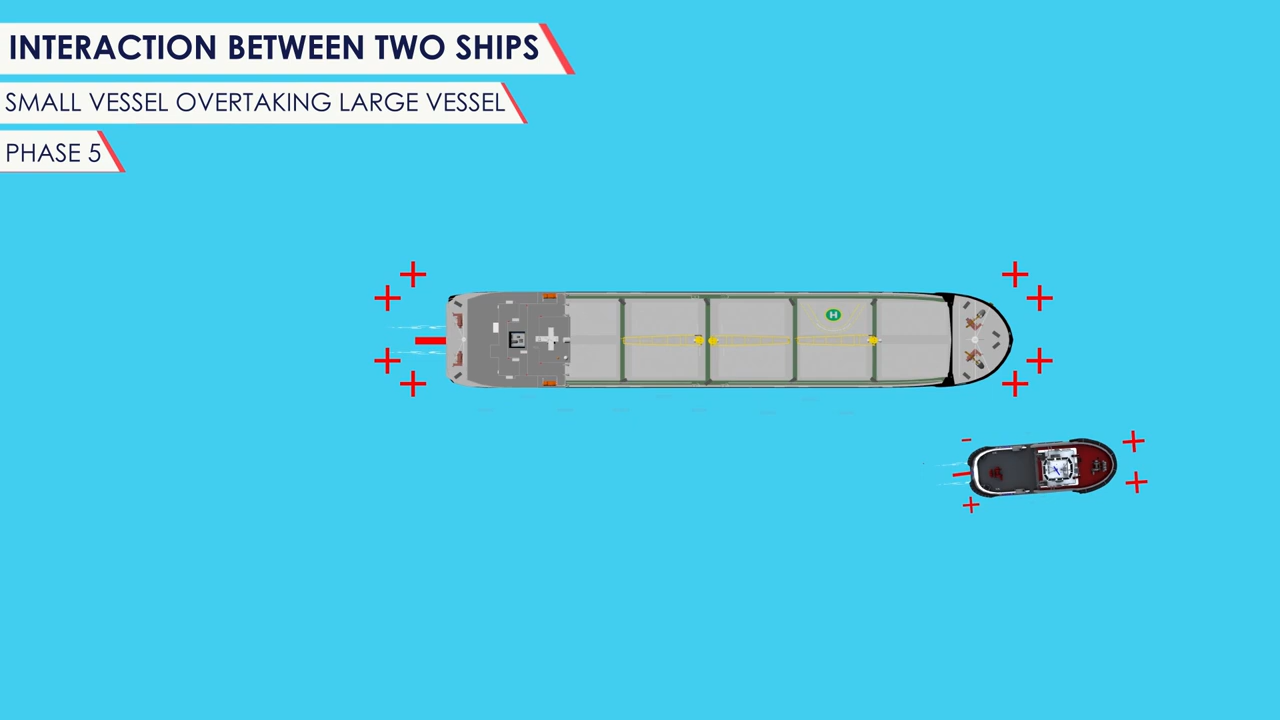 INTERACTION BETWEEN TWO SHIPS
SMALL VESSEL OVERTAKING LARGE VESSEL
PHASE 5
H